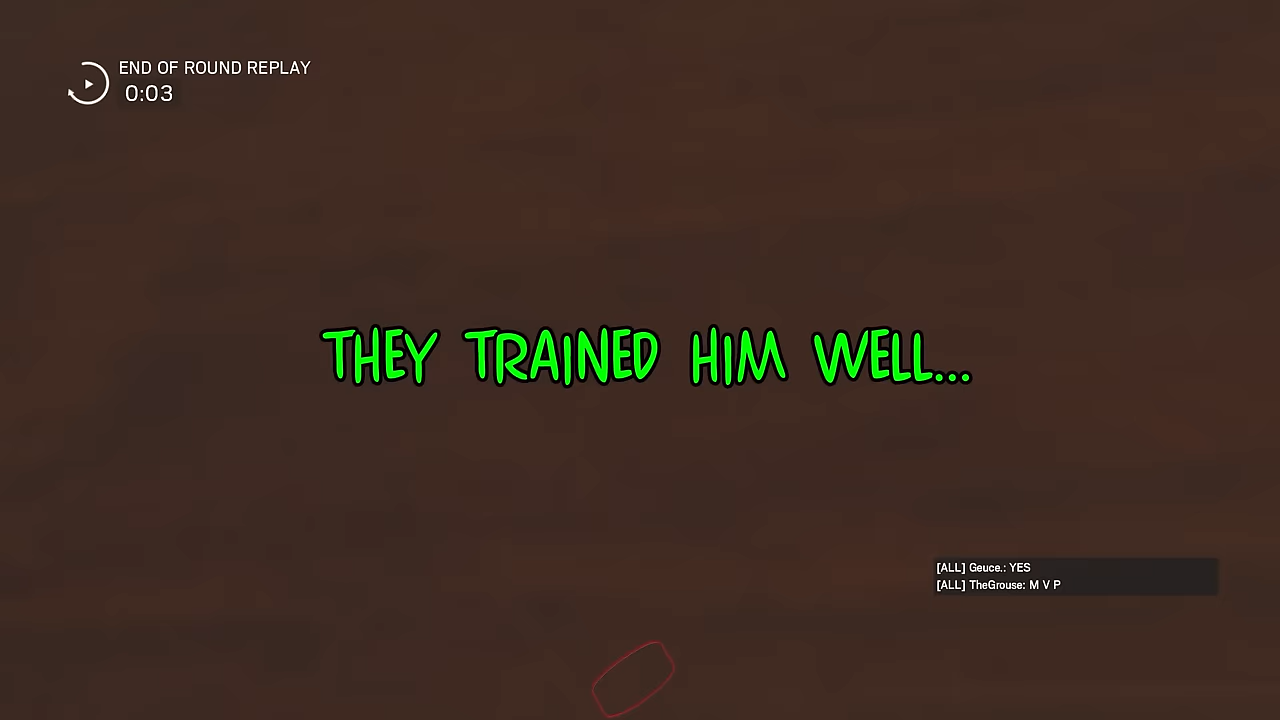 END OF ROUND REPLAY
0:03
THEY TRAINED HIM WELL...
[ALL] Geuce.: YES
[ALL] TheGrouse: M V P